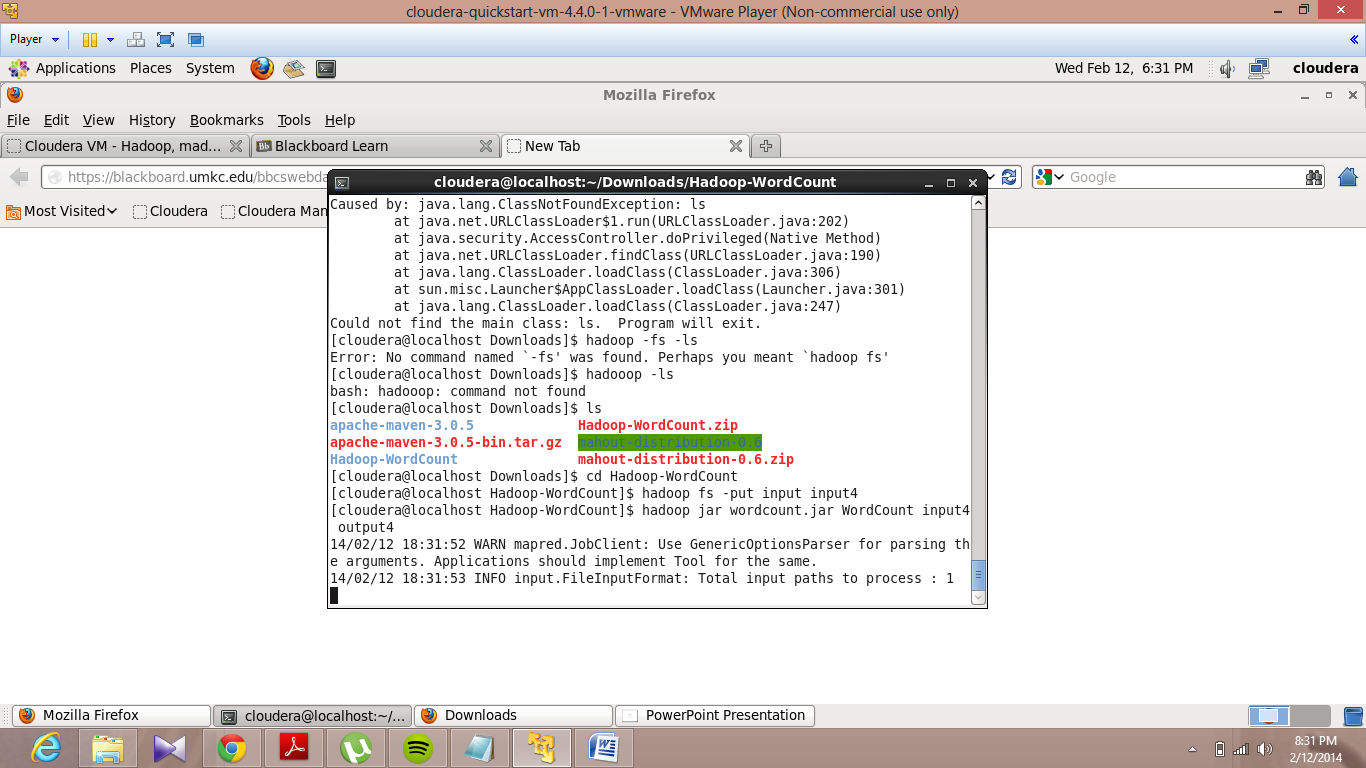 cloudera-quickstart-vm-4.4.0-1-vmware - VMware Player (Non-commercial use only)
Player
Applications Places System Wed Feb 12, 6:31 PM cloudera
Mozilla Firefox
File Edit View History Bookmarks Tools Help
Cloudera VM - Hadoop, mad... Bb Blackboard Learn New Tab
https://blackboard.umkc.edu/bbcswebda Google
Most Visited Cloudera Cloudera Man
cloudera@localhost:~/Downloads/Hadoop-WordCount
Caused by: java.lang.ClassNotFoundException: ls
at java.net.URLClassLoader$1.run(URLClassLoader.java:202)
at java.security.AccessController.doPrivileged(Native Method)
at java.net.URLClassLoader.findClass(URLClassLoader.java:190)
at java.lang.ClassLoader.loadClass(ClassLoader.java:306)
at sun.misc.Launcher$AppClassLoader.loadClass(Launcher.java:301)
at java.lang.ClassLoader.loadClass(ClassLoader.java:247)
Could not find the main class: ls.  Program will exit.
[cloudera@localhost Downloads]$ hadoop -fs -ls
Error: No command named `-fs' was found. Perhaps you meant `hadoop fs'
[cloudera@localhost Downloads]$ hadooop -ls
bash: hadooop: command not found
[cloudera@localhost Downloads]$ ls
apache-maven-3.0.5 Hadoop-WordCount.zip
apache-maven-3.0.5-bin.tar.gz mahout-distribution-0.6
Hadoop-WordCount mahout-distribution-0.6.zip
[cloudera@localhost Downloads]$ cd Hadoop-WordCount
[cloudera@localhost Hadoop-WordCount]$ hadoop fs -put input input4
[cloudera@localhost Hadoop-WordCount]$ hadoop jar wordcount.jar WordCount input4
output4
14/02/12 18:31:52 WARN mapred.JobClient: Use GenericOptionsParser for parsing th
e arguments. Applications should implement Tool for the same.
14/02/12 18:31:53 INFO input.FileInputFormat: Total input paths to process : 1
Mozilla Firefox cloudera@localhost:~/... Downloads PowerPoint Presentation
8:31 PM
2/12/2014